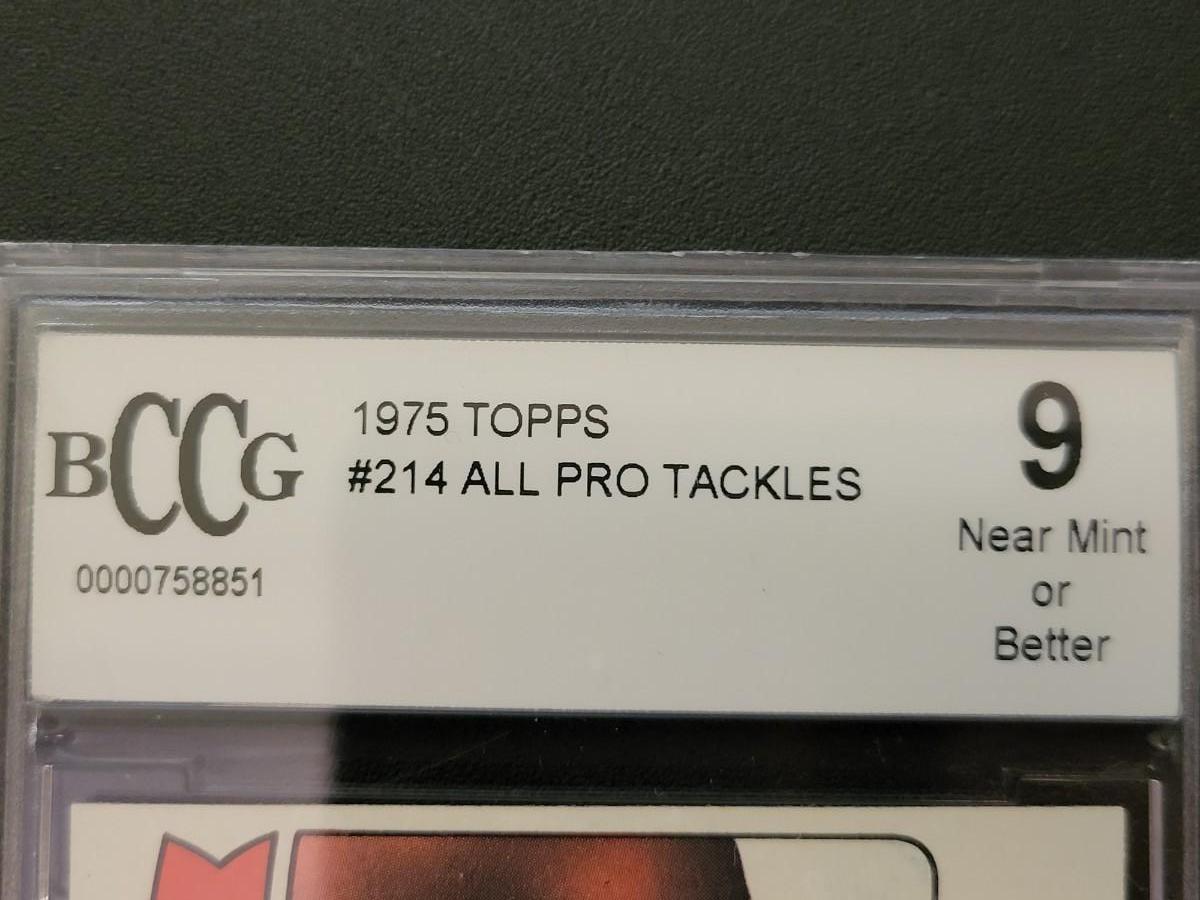 BCCG
0000758851
1975 TOPPS
#214 ALL PRO TACKLES
9
Near Mint
or
Better